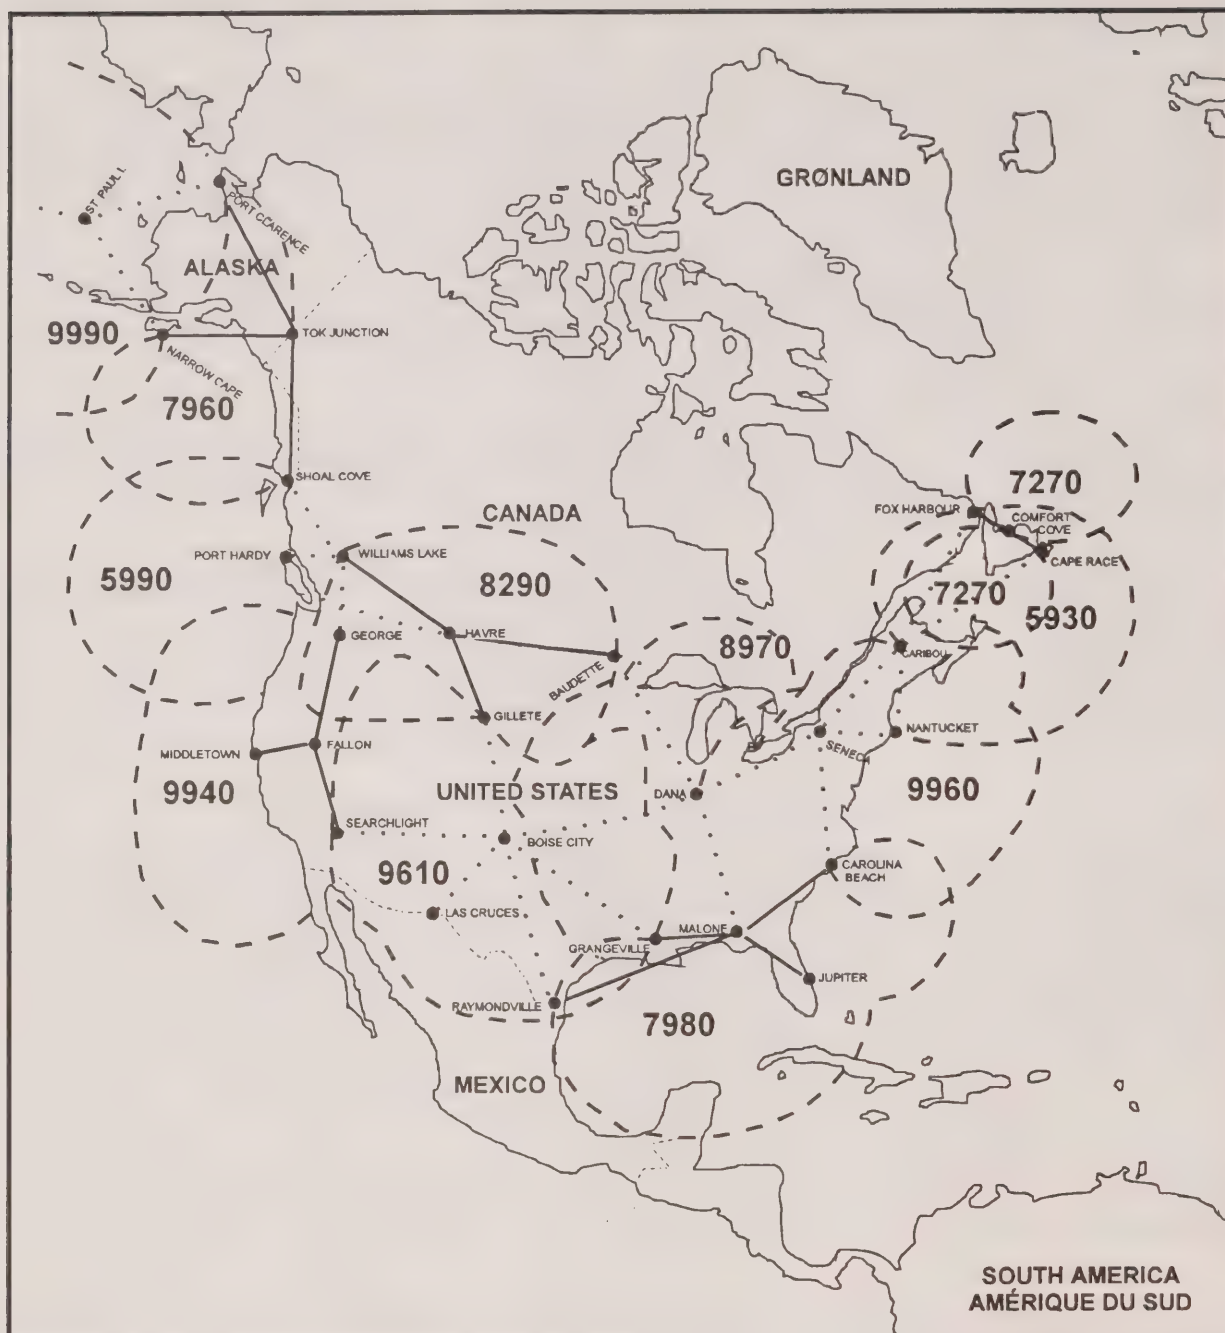 GRØNLAND
ST PAUL I.
PORT CLARENCE
ALASKA
9990
TOK JUNCTION
NARROW CAPE
7960
SHOAL COVE
7270
CANADA
FOX HARBOUR
COMFORT
COVE
PORT HARDY
WILLIAMS LAKE
CAPE RACE
5990
8290
7270
5930
GEORGE
HAVRE
8970
CARIBOU
BAUDETTE
GILLETE
NANTUCKET
MIDDLETOWN
FALLON
SENECA
9940
UNITED STATES
DANA
9960
SEARCHLIGHT
BOISE CITY
9610
CAROLINA
BEACH
LAS CRUCES
MALONE
GRANGEVILLE
JUPITER
RAYMONDVILLE
7980
MEXICO
SOUTH AMERICA
AMÉRIQUE DU SUD